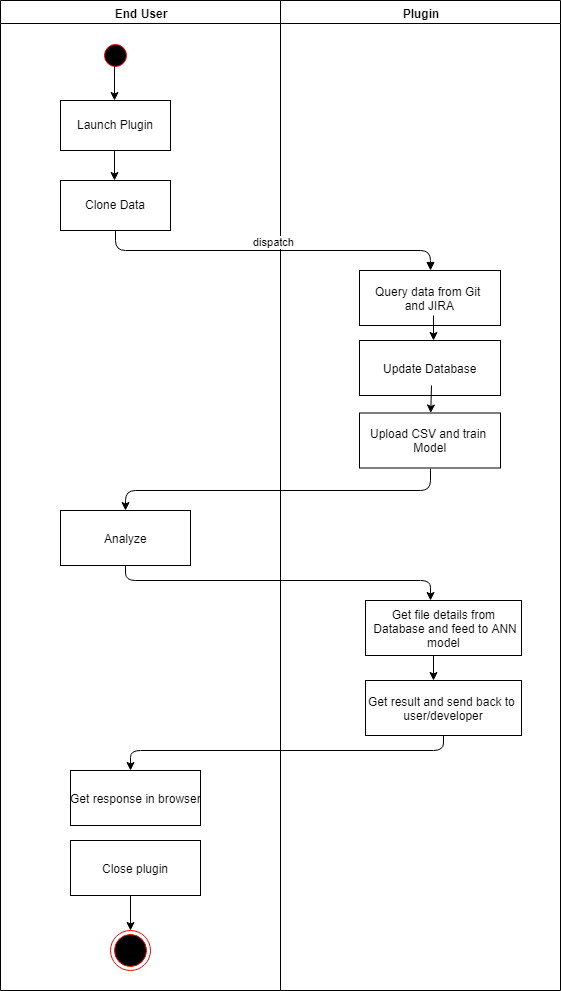 End User
Plugin
Launch Plugin
Clone Data
dispatch
Query data from Git
and JIRA
Update Database
Upload CSV and train
Model
Analyze
Get file details from
Database and feed to ANN
model
Get result and send back to
user/developer
Get response in browser
Close plugin